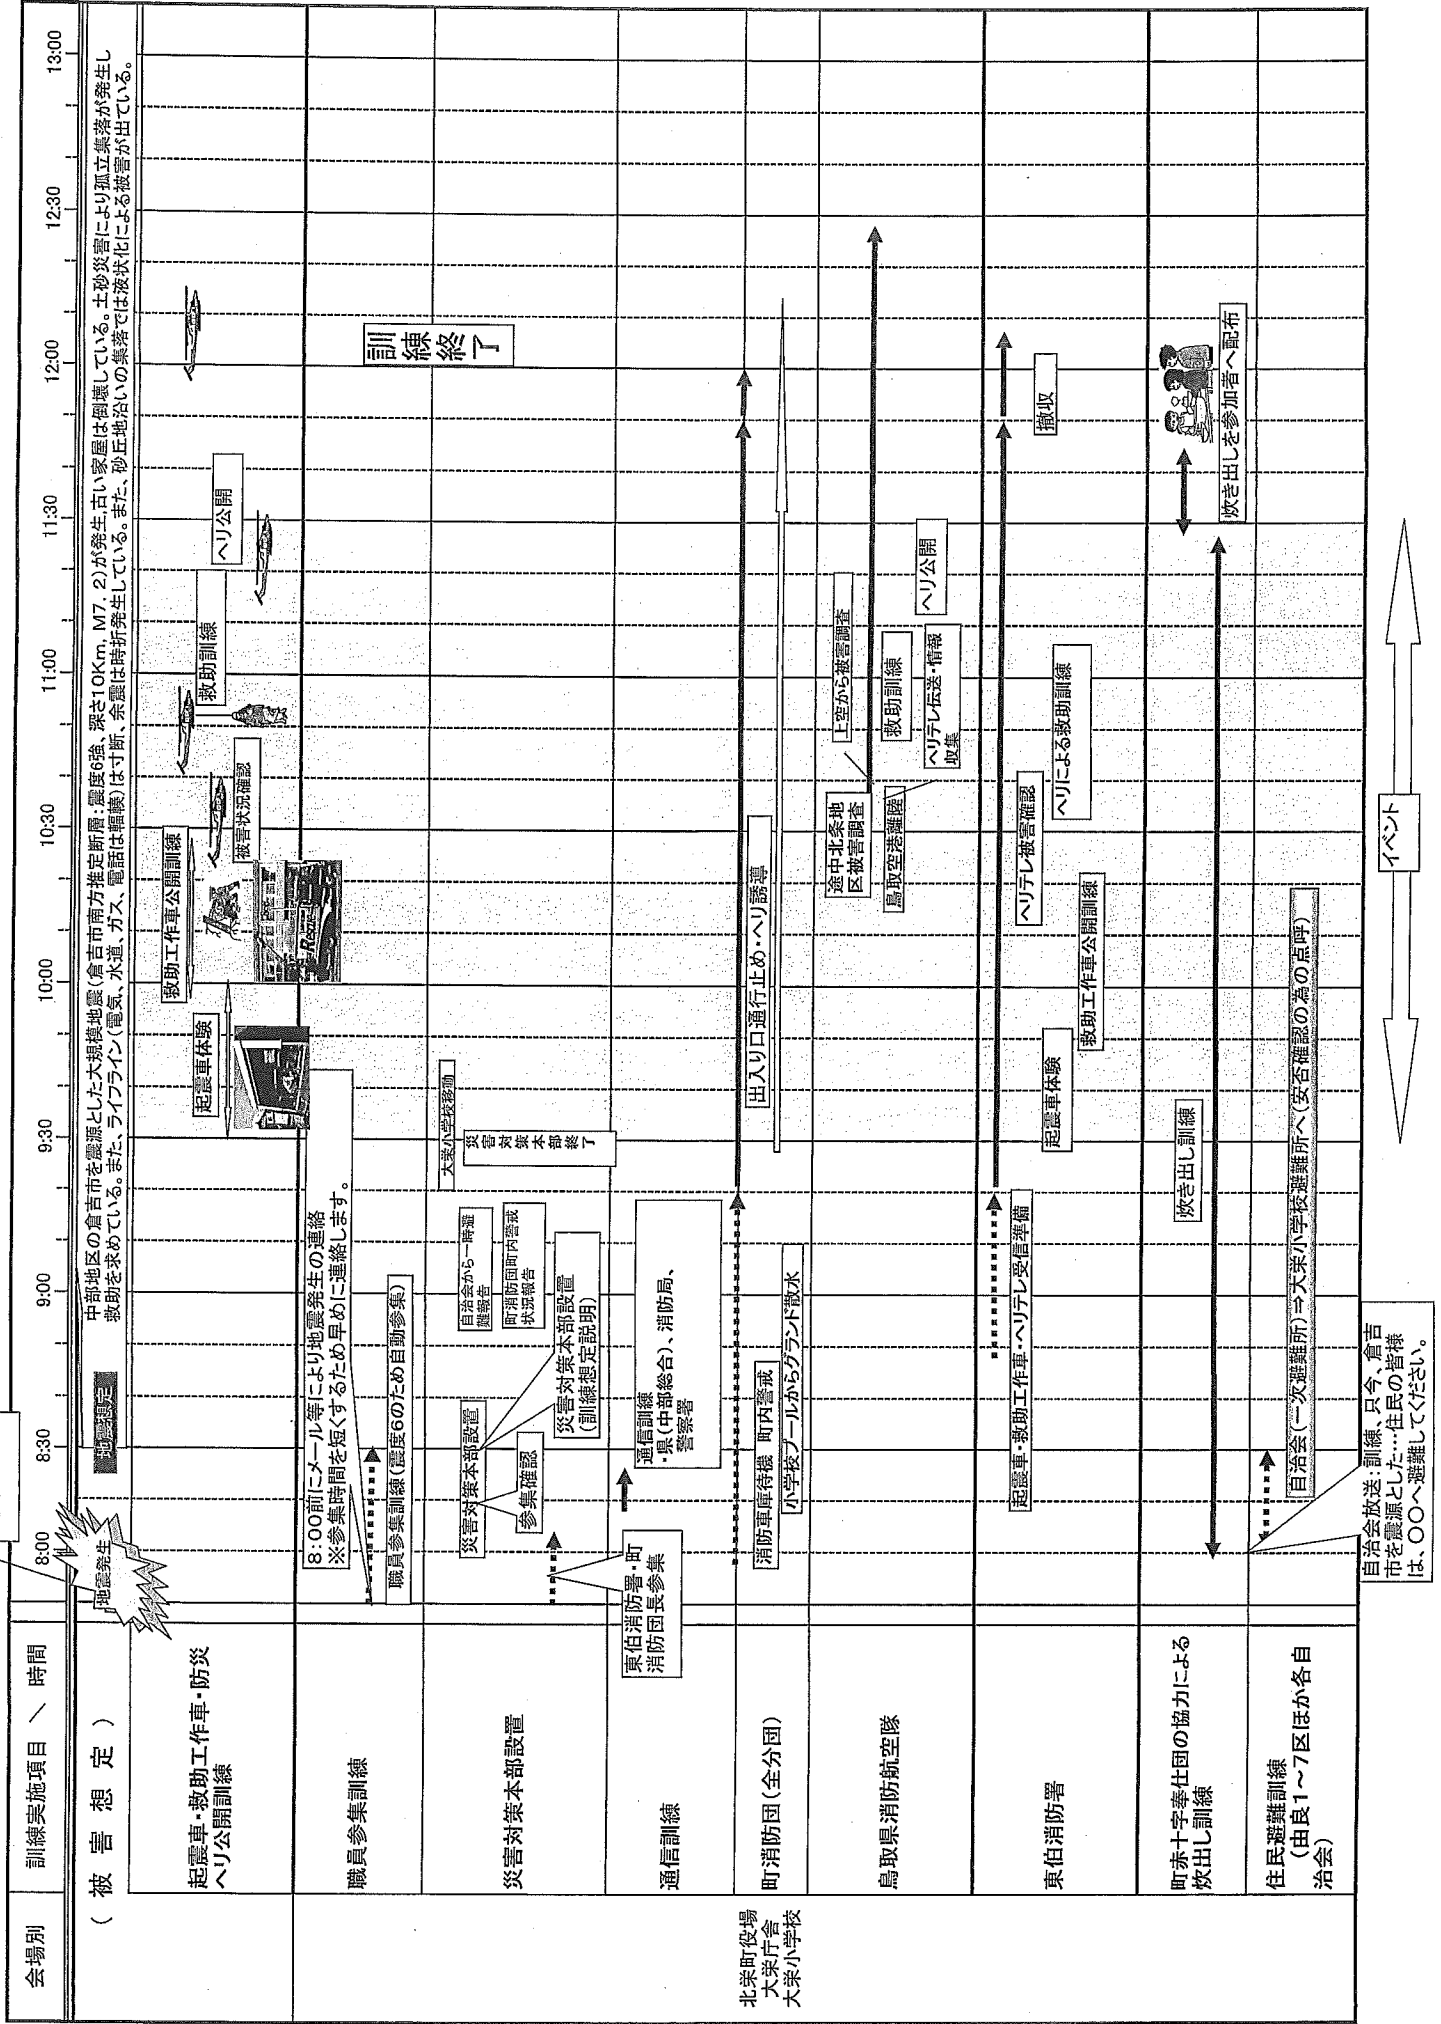 会場別
訓練実施項目 ／ 時間
8:00
8:30
9:00
9:30
10:00
10:30
11:00
11:30
12:00
12:30
13:00
（ 被 害 想 定 ）
地震発生
地震想定
中部地区の倉吉市を震源とした大規模地震(倉吉市南方推定断層:震度6強、深さ10Km，M7．2)が発生,古い家屋は倒壊している。土砂災害により孤立集落が発生し
救助を求めている。また、ライフライン(電気、水道、ガス、電話は輻輳)は寸断、余震は時折発生している。また、砂丘地沿いの集落では液状化による被害が出ている。
起震車・救助工作車・防災
ヘリ公開訓練
起震車体験
救助工作車公開訓練
被害状況確認
救助訓練
ヘリ公開
北栄町役場
大栄庁舎
大栄小学校
職員参集訓練
8：00前にメール等により地震発生の連絡
※参集時間を短くするため早めに連絡します。
職員参集訓練(震度6のため自動参集)
訓練終了
災害対策本部設置
災害対策本部設置
参集確認
自治会から一時避
難報告
町消防団町内警戒
状況報告
災害対策本部設置
(訓練想定説明)
大栄小学校移動
災害対策本部終了
通信訓練
東伯消防署・町
消防団長参集
通信訓練
・県(中部総合)、消防局、
警察署
町消防団(全分団)
消防車庫待機 町内警戒
小学校プールからグランド散水
出入り口通行止め・ヘリ誘導
鳥取県消防航空隊
途中北条地
区被害調査
鳥取空港離陸
上空から被害調査
救助訓練
ヘリテレ伝送・情報
収集
ヘリ公開
東伯消防署
起震車・救助工作車・ヘリテレ受信準備
起震車体験
救助工作車公開訓練
ヘリテレ被害確認
ヘリによる救助訓練
撤収
町赤十字奉仕団の協力による
炊出し訓練
炊き出し訓練
炊き出しを参加者へ配布
住民避難訓練
(由良1～7区ほか各自
治会)
自治会(一次避難所)⇒大栄小学校避難所へ(安否確認の為の点呼)
自治会放送：訓練、只今、倉吉
市を震源とした…住民の皆様
は、〇〇へ避難してください。
イベント